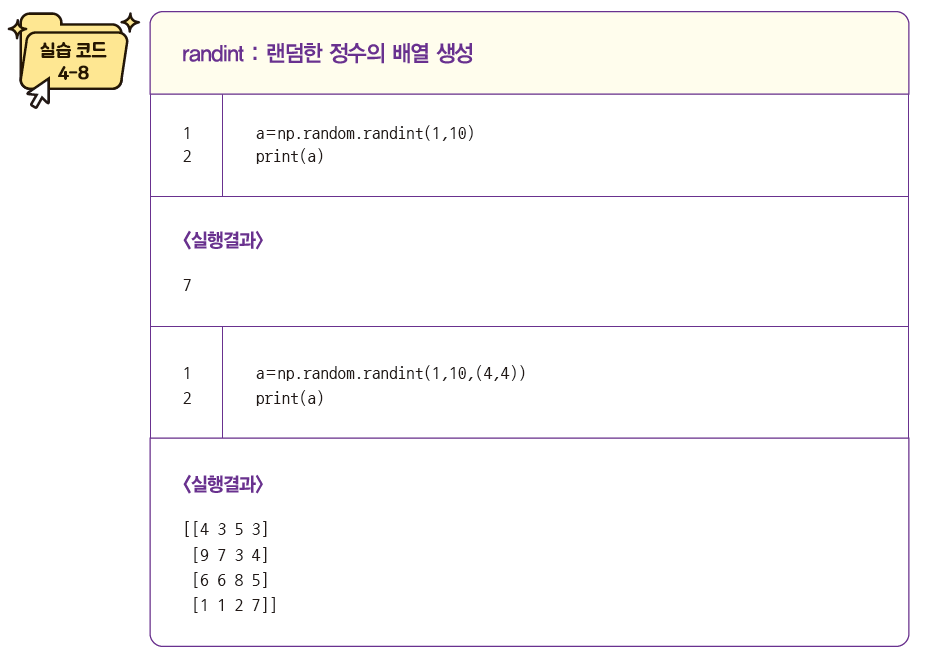 실습 코드
4-8
randint : 랜덤한 정수의 배열 생성
1 a=np.random.randint(1,10)
2 print(a)
〈실행결과〉
7
1 a=np.random.randint(1,10,(4,4))
2 print(a)
〈실행결과〉
[[4 3 5 3]
 [9 7 3 4]
 [6 6 8 5]
 [1 1 2 7]]